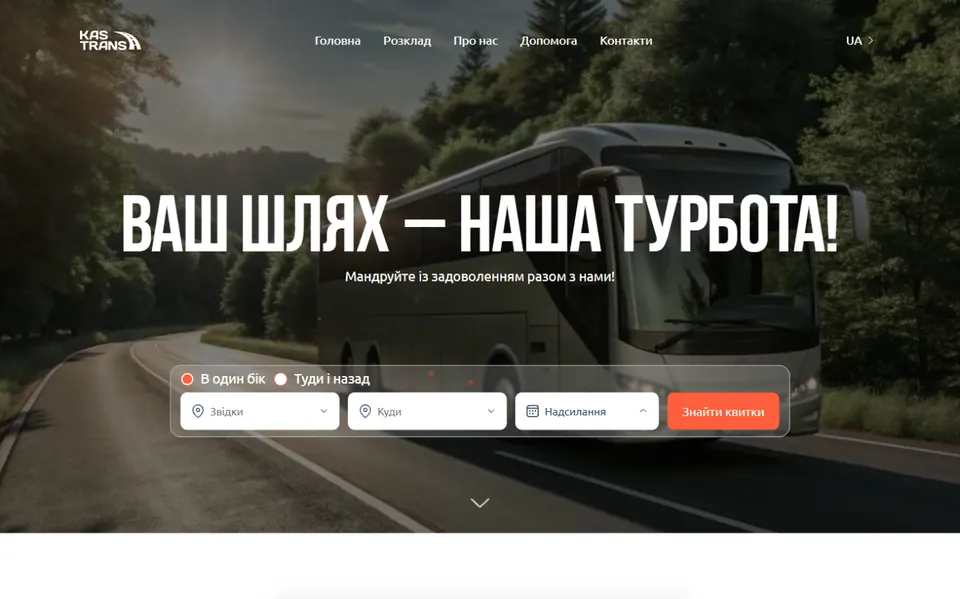 KAS
TRANS
Головна
Розклад
Про нас
Допомога
Контакти
UA
ВАШ ШЛЯХ — НАША ТУРБОТА!
Мандруйте із задоволенням разом з нами!
В один бік
Туди і назад
Звідки
Куди
Надсилання
Знайти квитки